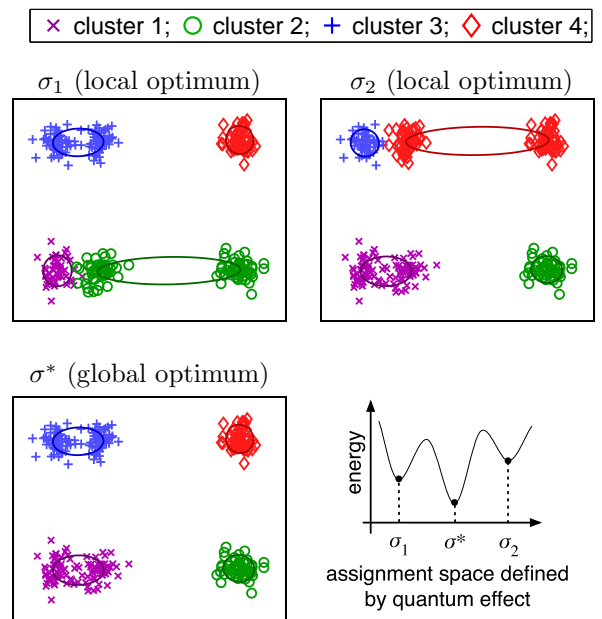 cluster 1; cluster 2; cluster 3; cluster 4;
σ1 (local optimum)
σ2 (local optimum)
σ* (global optimum)
energy
σ1 σ* σ2
assignment space defined
by quantum effect